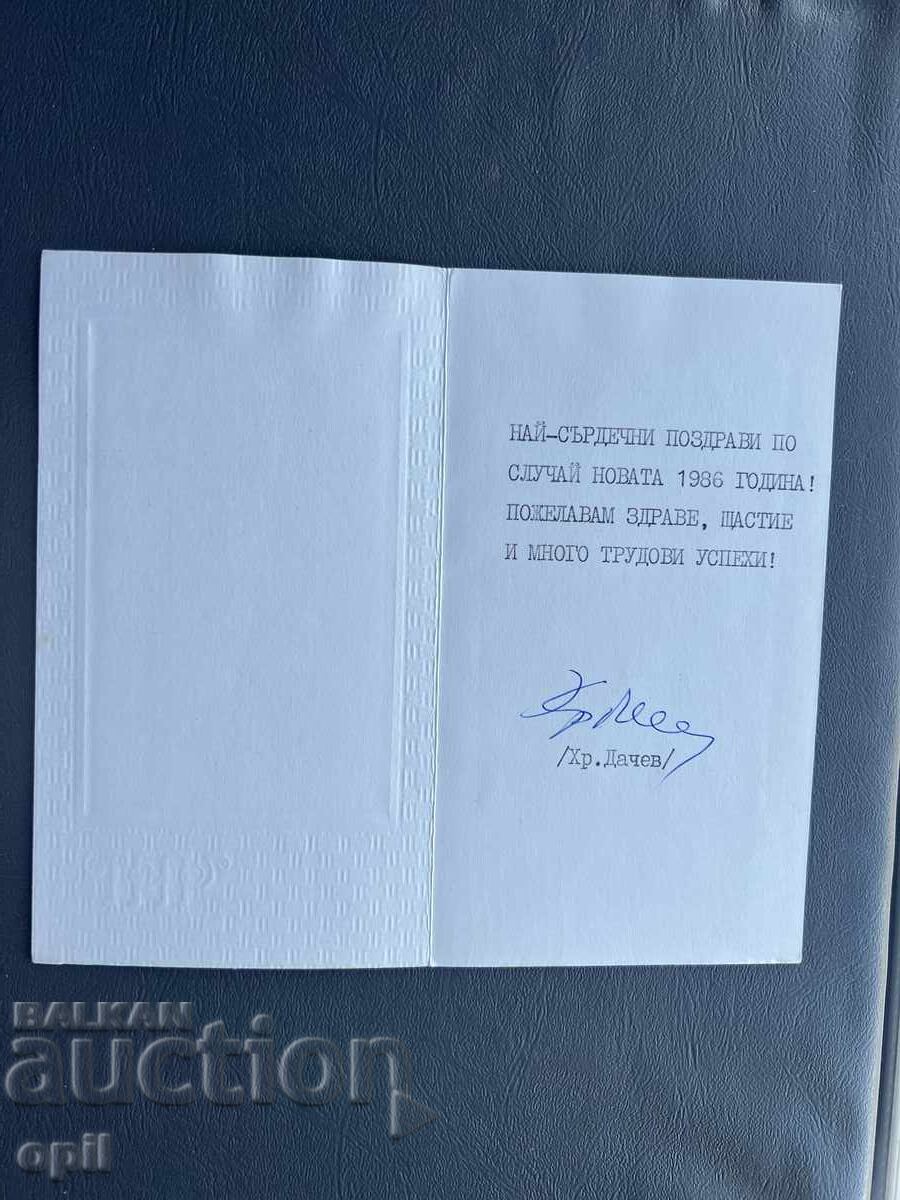 НАЙ-СЪРДЕЧНИ ПОЗДРАВИ ПО
СЛУЧАЙ НОВАТА 1986 ГОДИНА!
ПОЖЕЛАВАМ ЗДРАВЕ, ЩАСТИЕ
И МНОГО ТРУДОВИ УСПЕХИ!
/Хр.Дачев/
BALKAN
auction
opil